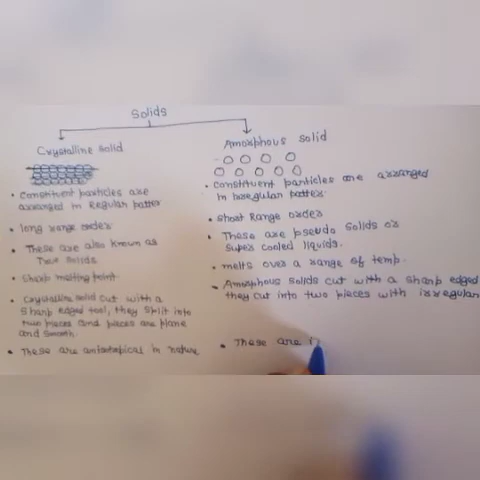 Solids
Crystalline solid
• Constituent particles are
arranged in Regular patter
• long range order
• These are also known as
True solids
• Sharp melting point.
• Crystalline solid cut with a
sharp edged tool, they split into
two pieces and pieces are plane
and smooth.
• These are anisotropical in nature
Amorphous solid
• Constituent particles are arranged
in irregular patter.
• Short Range order
• These are pseudo solids or
super cooled liquids.
• melts over a range of temp.
• Amorphous solids cut with a sharp edged
they cut into two pieces with irregular
• These are i